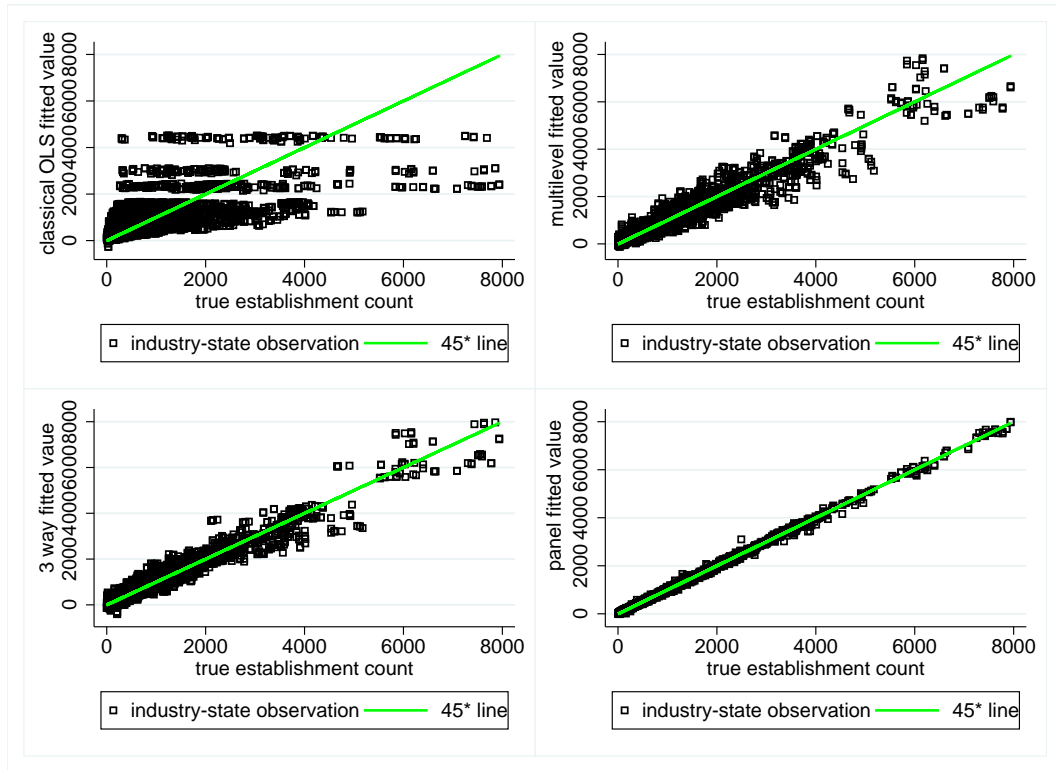 classical OLS fitted value
0 2000 4000 6000 8000
0 2000 4000 6000 8000
true establishment count
industry-state observation 45* line
multilevel fitted value
0 2000 4000 6000 8000
0 2000 4000 6000 8000
true establishment count
industry-state observation 45* line
3 way fitted vaue
0 2000 4000 6000 8000
0 2000 4000 6000 8000
true establishment count
industry-state observation 45* line
panel fitted value
0 2000 4000 6000 8000
0 2000 4000 6000 8000
true establishment count
industry-state observation 45* line